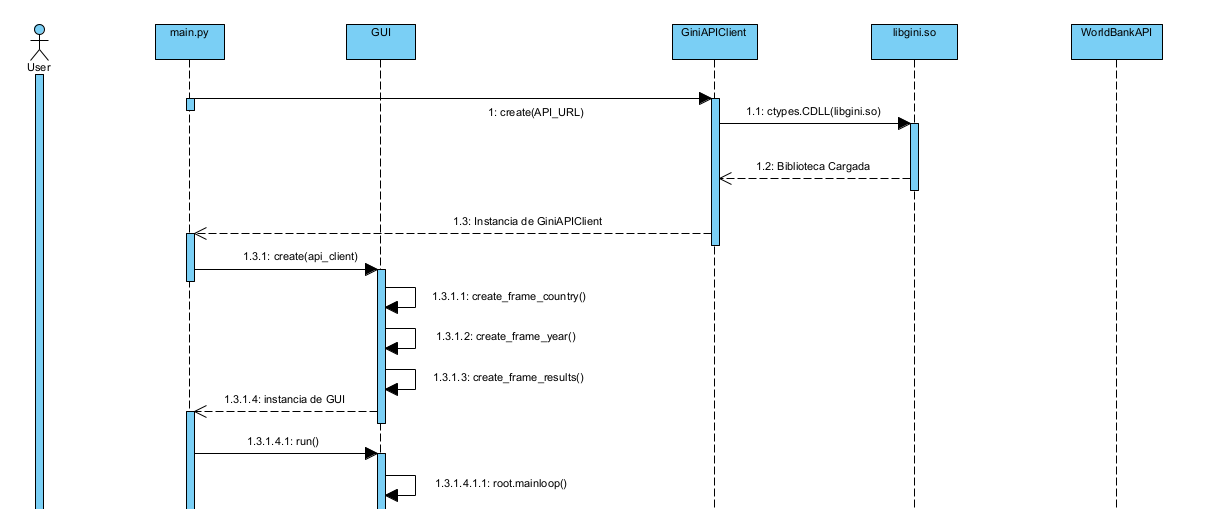 main.py
GUI
GiniAPIClient
libgini.so
WorldBankAPI
User
1: create(API_URL)
1.1: ctypes.CDLL(libgini.so)
1.2: Biblioteca Cargada
1.3: Instancia de GiniAPIClient
1.3.1: create(api_client)
1.3.1.1: create_frame_country()
1.3.1.2: create_frame_year()
1.3.1.3: create_frame_results()
1.3.1.4: instancia de GUI
1.3.1.4.1: run()
1.3.1.4.1.1: root.mainloop()